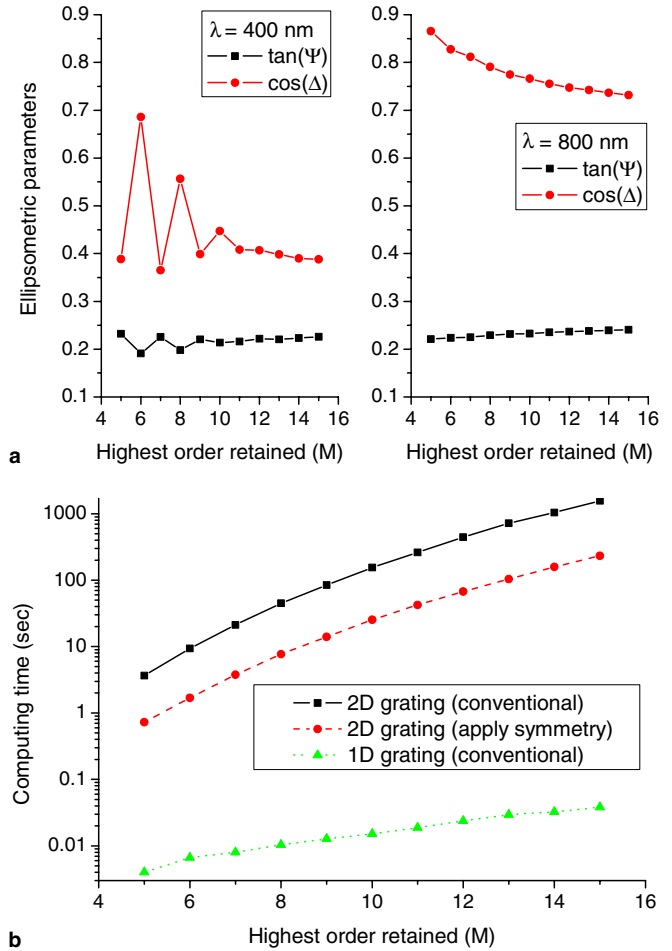 λ = 400 nm
tan(Ψ)
cos(Δ)
λ = 800 nm
tan(Ψ)
cos(Δ)
Ellipsometric parameters
0.9
0.8
0.7
0.6
0.5
0.4
0.3
0.2
0.1
0.9
0.8
0.7
0.6
0.5
0.4
0.3
0.2
0.1
4 6 8 10 12 14 16
4 6 8 10 12 14 16
Highest order retained (M)
Highest order retained (M)
a
Computing time (sec)
1000
100
10
1
0.1
0.01
2D grating (conventional)
2D grating (apply symmetry)
1D grating (conventional)
4 6 8 10 12 14 16
Highest order retained (M)
b